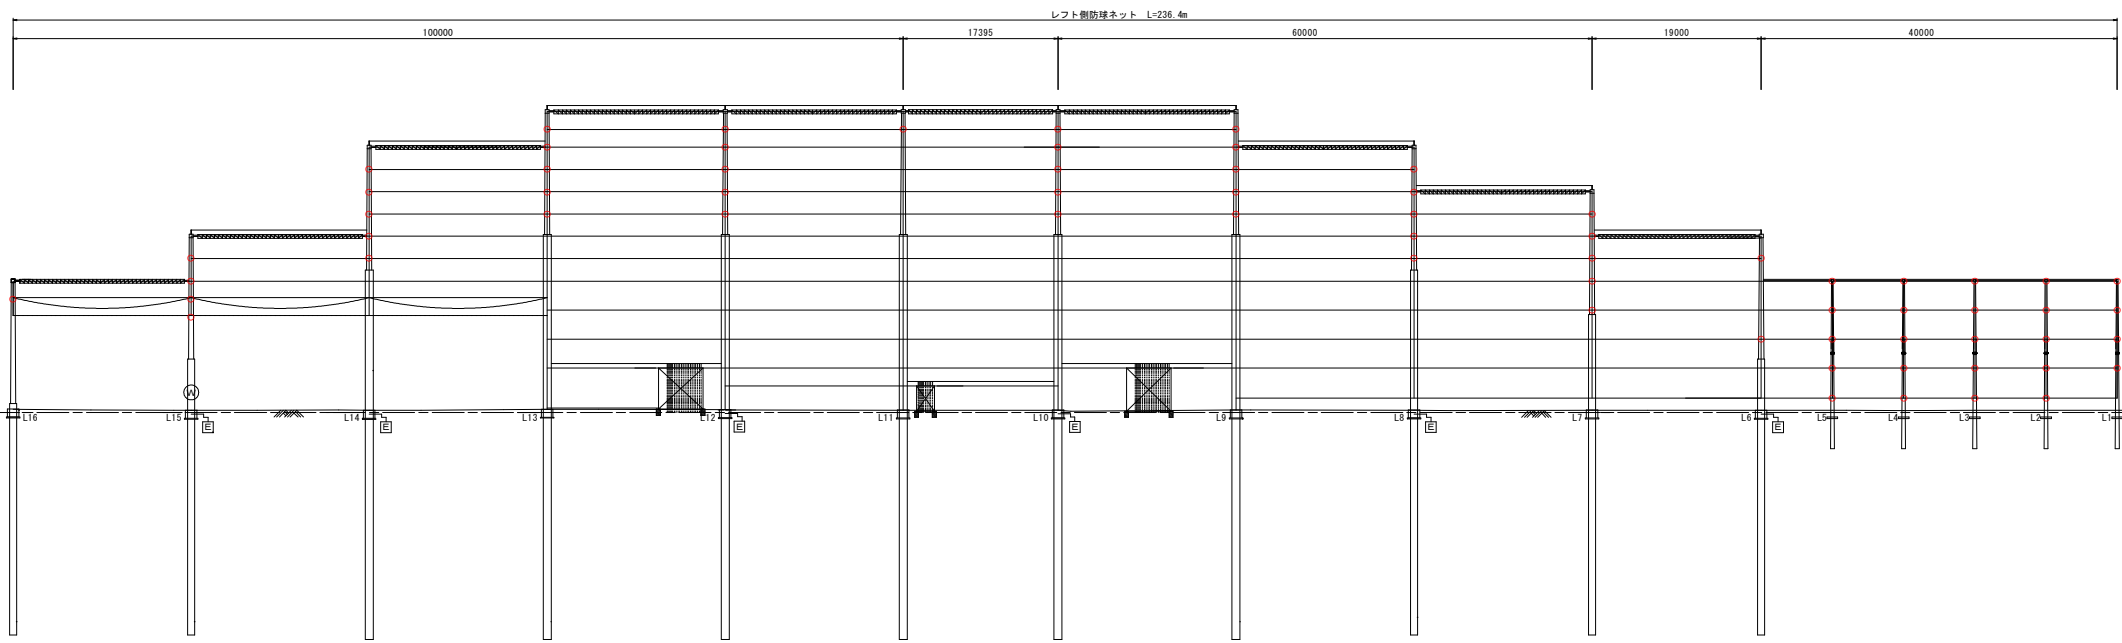 レフト側防球ネット L=236.4m
100000 17395 60000 19000 40000
W
L16 L15 L14 L13 L12 L11 L10 L9 L8 L7 L6 L5 L4 L3 L2 L1
E E E E E E